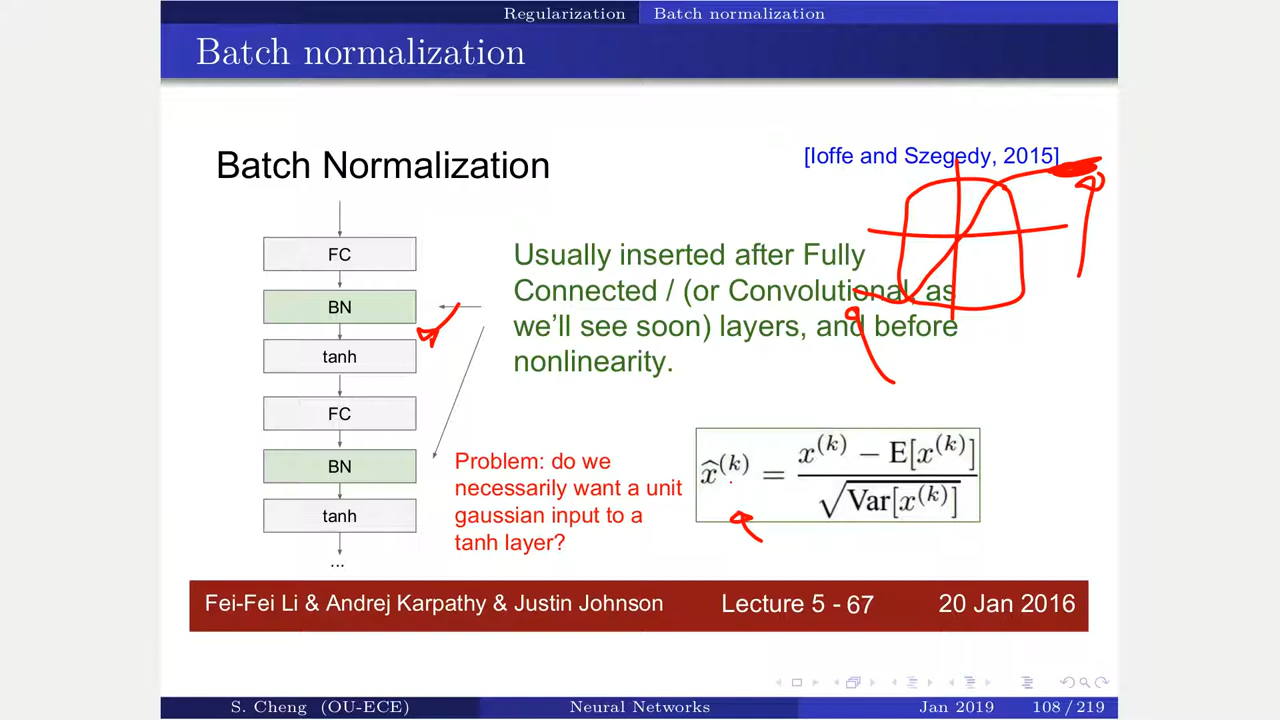 Regularization Batch normalization
Batch normalization
Batch Normalization
[Ioffe and Szegedy, 2015]
FC
BN
tanh
FC
BN
tanh
...
Usually inserted after Fully
Connected / (or Convolutional, as
we'll see soon) layers, and before
nonlinearity.
Problem: do we
necessarily want a unit
gaussian input to a
tanh layer?
x̂^(k) = (x^(k) − E[x^(k)]) / √Var[x^(k)]
Fei-Fei Li & Andrej Karpathy & Justin Johnson Lecture 5 - 67 20 Jan 2016
S. Cheng (OU-ECE) Neural Networks Jan 2019 108 / 219